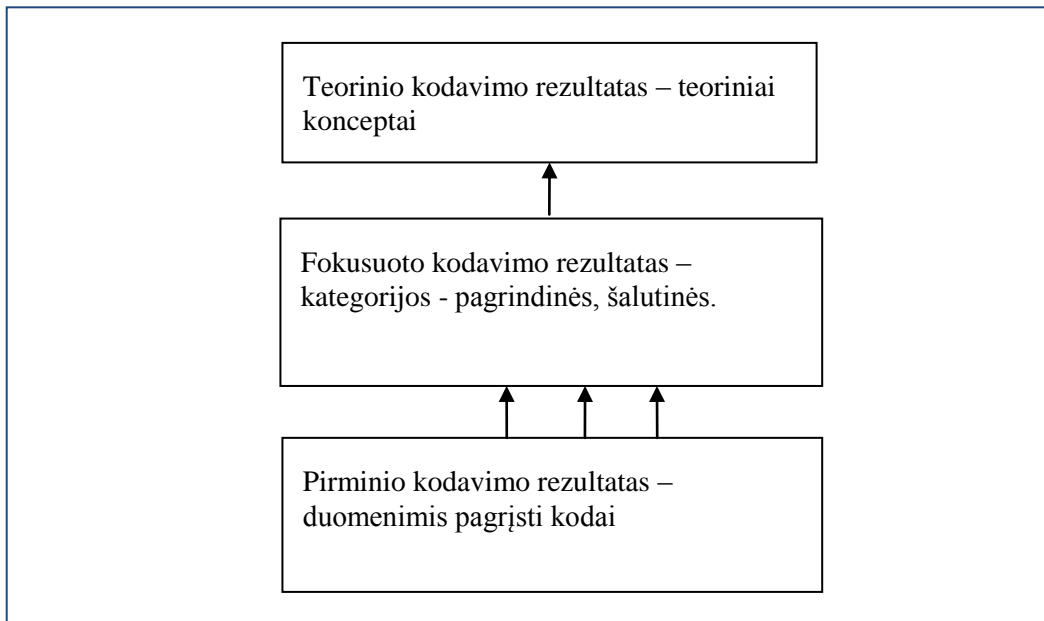 Teorinio kodavimo rezultatas – teoriniai
konceptai
Fokusuoto kodavimo rezultatas –
kategorijos - pagrindinės, šalutinės.
Pirminio kodavimo rezultatas –
duomenimis pagrįsti kodai